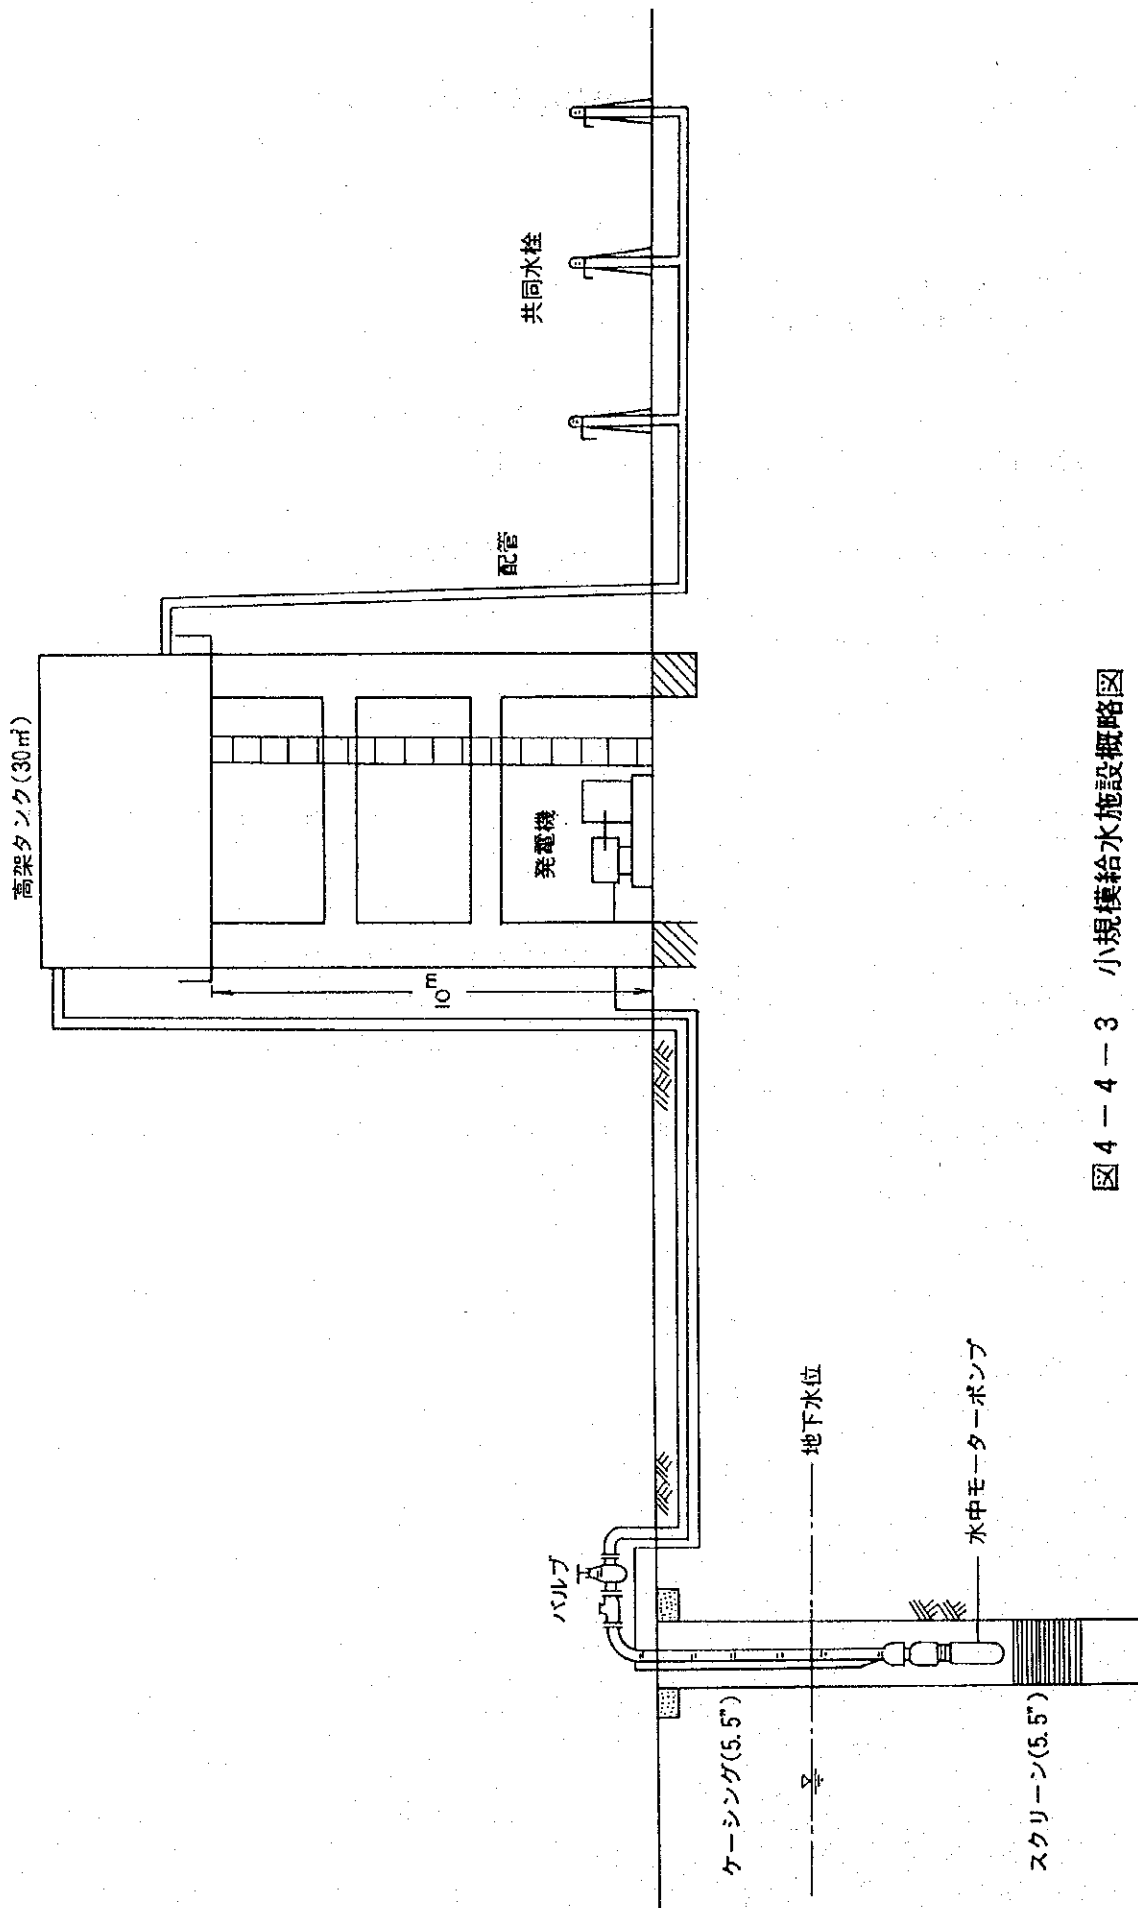 高架タンク(30㎥)
共同水栓
配管
発電機
10 m
バルブ
地下水位
水中モーターポンプ
ケーシング(5.5")
スクリーン(5.5")
図4－4－3 小規模給水施設概略図